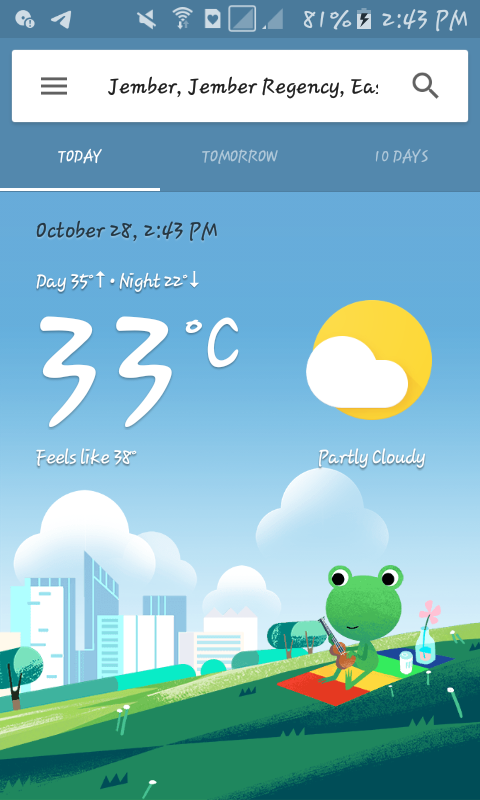 81% 2:43 PM
Jember, Jember Regency, Eas
TODAY TOMORROW 10 DAYS
October 28, 2:43 PM
Day 35°↑ • Night 22°↓
33°C
Feels like 38° Partly Cloudy